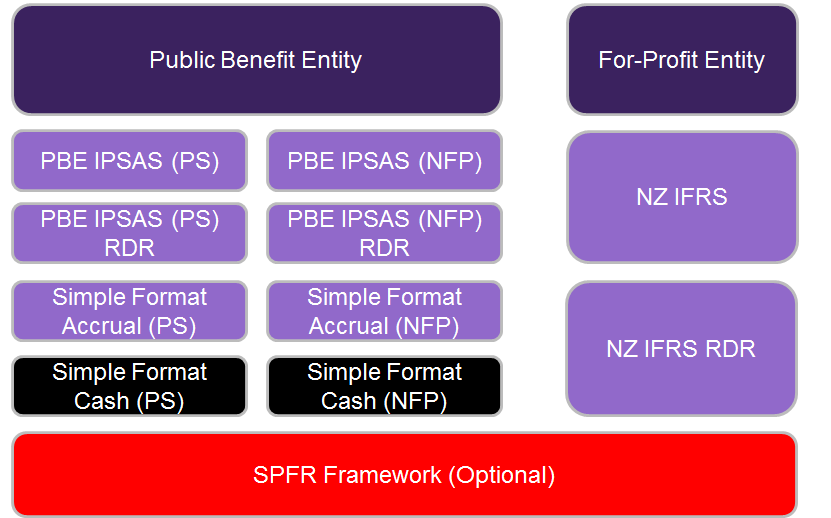 Public Benefit Entity
For-Profit Entity
PBE IPSAS (PS)
PBE IPSAS (NFP)
NZ IFRS
PBE IPSAS (PS)
RDR
PBE IPSAS (NFP)
RDR
Simple Format
Accrual (PS)
Simple Format
Accrual (NFP)
NZ IFRS RDR
Simple Format
Cash (PS)
Simple Format
Cash (NFP)
SPFR Framework (Optional)